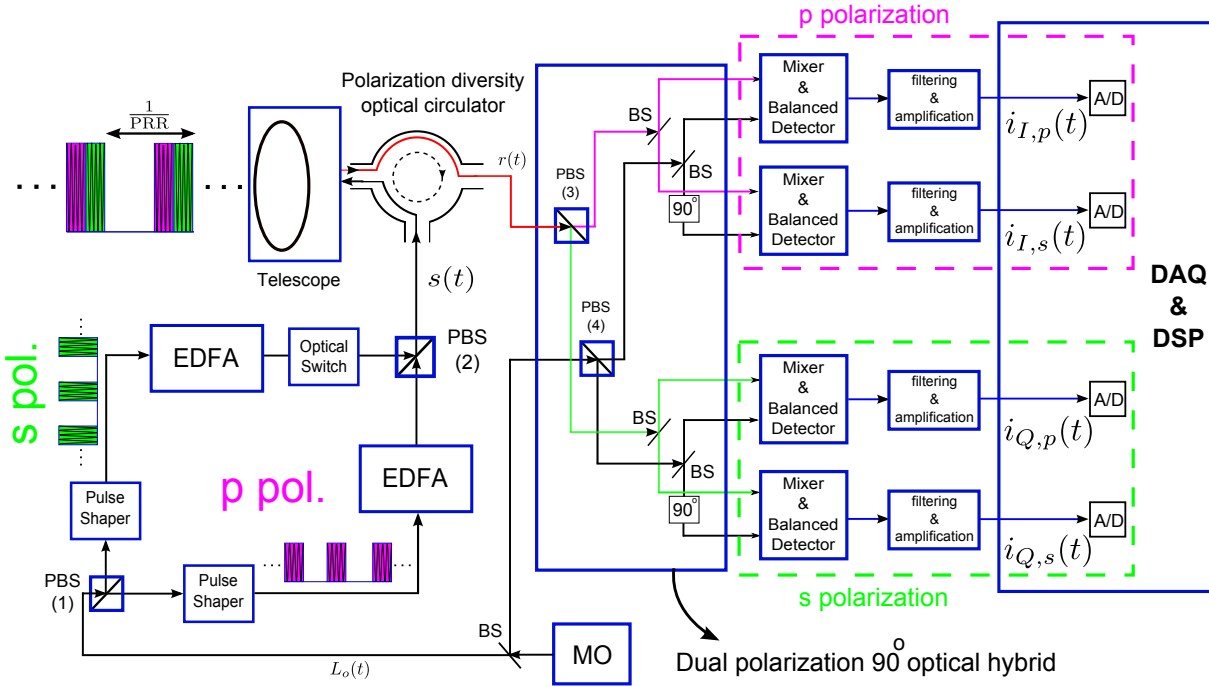 p polarization
Polarization diversity
optical circulator
1
PRR
. . .
. . .
Telescope
r(t)
s(t)
PBS
(3)
BS
BS
90°
Mixer
&
Balanced
Detector
filtering
&
amplification
i_{I,p}(t)
A/D
Mixer
&
Balanced
Detector
filtering
&
amplification
i_{I,s}(t)
A/D
DAQ
&
DSP
s pol.
EDFA
Optical
Switch
PBS
(2)
PBS
(4)
BS
BS
90°
Mixer
&
Balanced
Detector
filtering
&
amplification
i_{Q,p}(t)
A/D
Mixer
&
Balanced
Detector
filtering
&
amplification
i_{Q,s}(t)
A/D
s polarization
p pol.
EDFA
Pulse
Shaper
Pulse
Shaper
PBS
(1)
L_o(t)
BS
MO
Dual polarization 90° optical hybrid